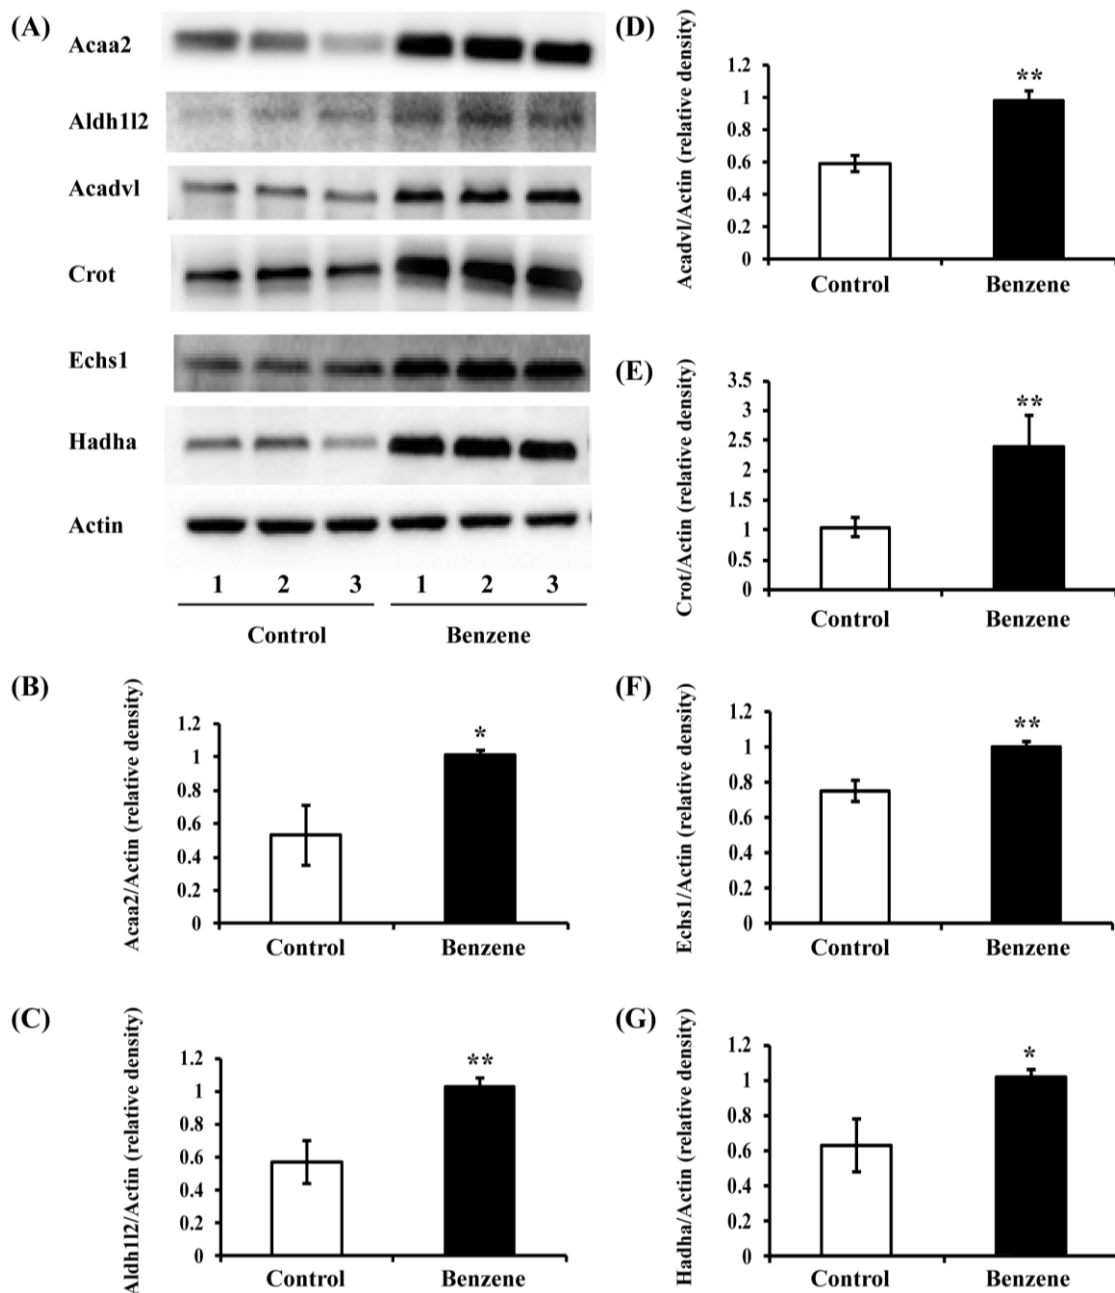 (A)
Acaa2
Aldh1l2
Acadvl
Crot
Echs1
Hadha
Actin
1 2 3 1 2 3
Control Benzene
(B)
Acaa2/Actin (relative density)
1.2
1
0.8
0.6
0.4
0.2
0
*
Control Benzene
(C)
Aldh1l2/Actin (relative density)
1.2
1
0.8
0.6
0.4
0.2
0
**
Control Benzene
(D)
Acadvl/Actin (relative density)
1.2
1
0.8
0.6
0.4
0.2
0
**
Control Benzene
(E)
Crot/Actin (relative density)
3.5
3
2.5
2
1.5
1
0.5
0
**
Control Benzene
(F)
Echs1/Actin (relative density)
1.2
1
0.8
0.6
0.4
0.2
0
**
Control Benzene
(G)
Hadha/Actin (relative density)
1.2
1
0.8
0.6
0.4
0.2
0
*
Control Benzene